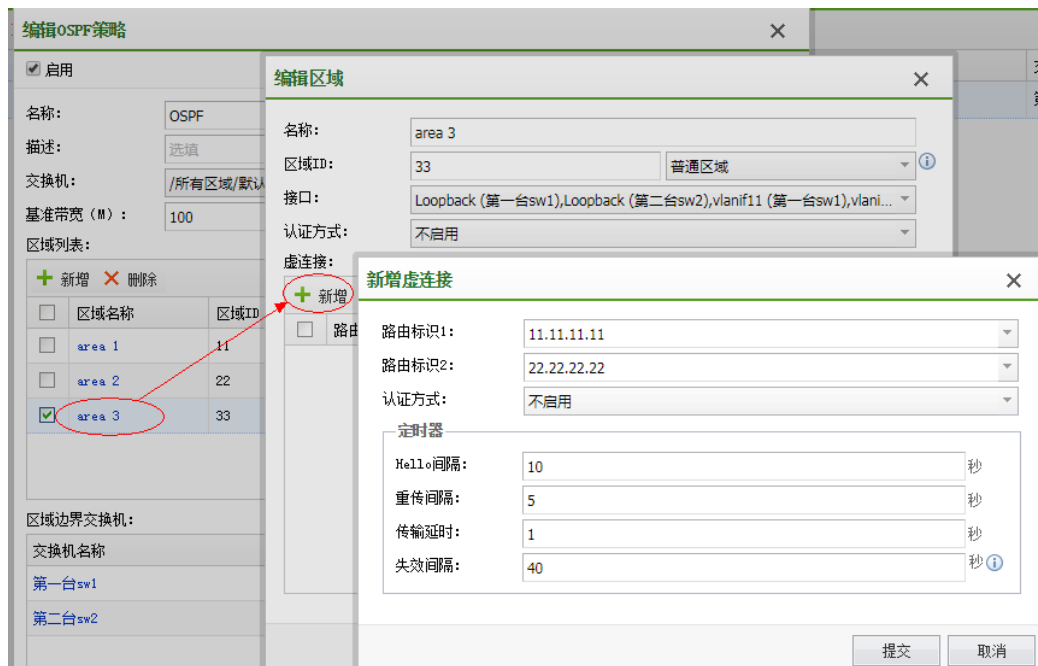 编辑OSPF策略
启用
名称:
OSPF
描述:
选填
交换机:
/所有区域/默认
基准带宽（M）:
100
区域列表:
新增
删除
区域名称
区域ID
area 1
11
area 2
22
area 3
33
区域边界交换机:
交换机名称
第一台sw1
第二台sw2
编辑区域
名称:
area 3
区域ID:
33
普通区域
接口:
Loopback (第一台sw1),Loopback (第二台sw2),vlanif11 (第一台sw1),vlani...
认证方式:
不启用
虚连接:
新增
路由
新增虚连接
路由标识1:
11.11.11.11
路由标识2:
22.22.22.22
认证方式:
不启用
定时器
Hello间隔:
10
秒
重传间隔:
5
秒
传输延时:
1
秒
失效间隔:
40
秒
提交
取消